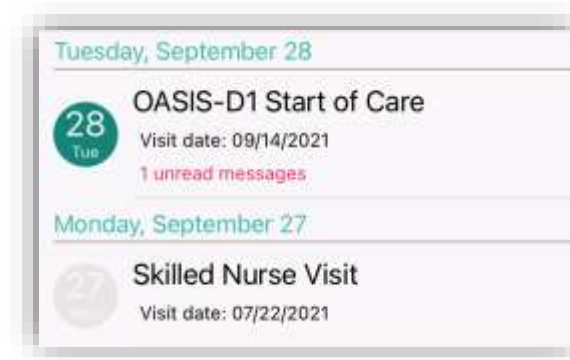 Tuesday, September 28
OASIS-D1 Start of Care
28
Tue
Visit date: 09/14/2021
1 unread messages
Monday, September 27
Skilled Nurse Visit
27
Visit date: 07/22/2021